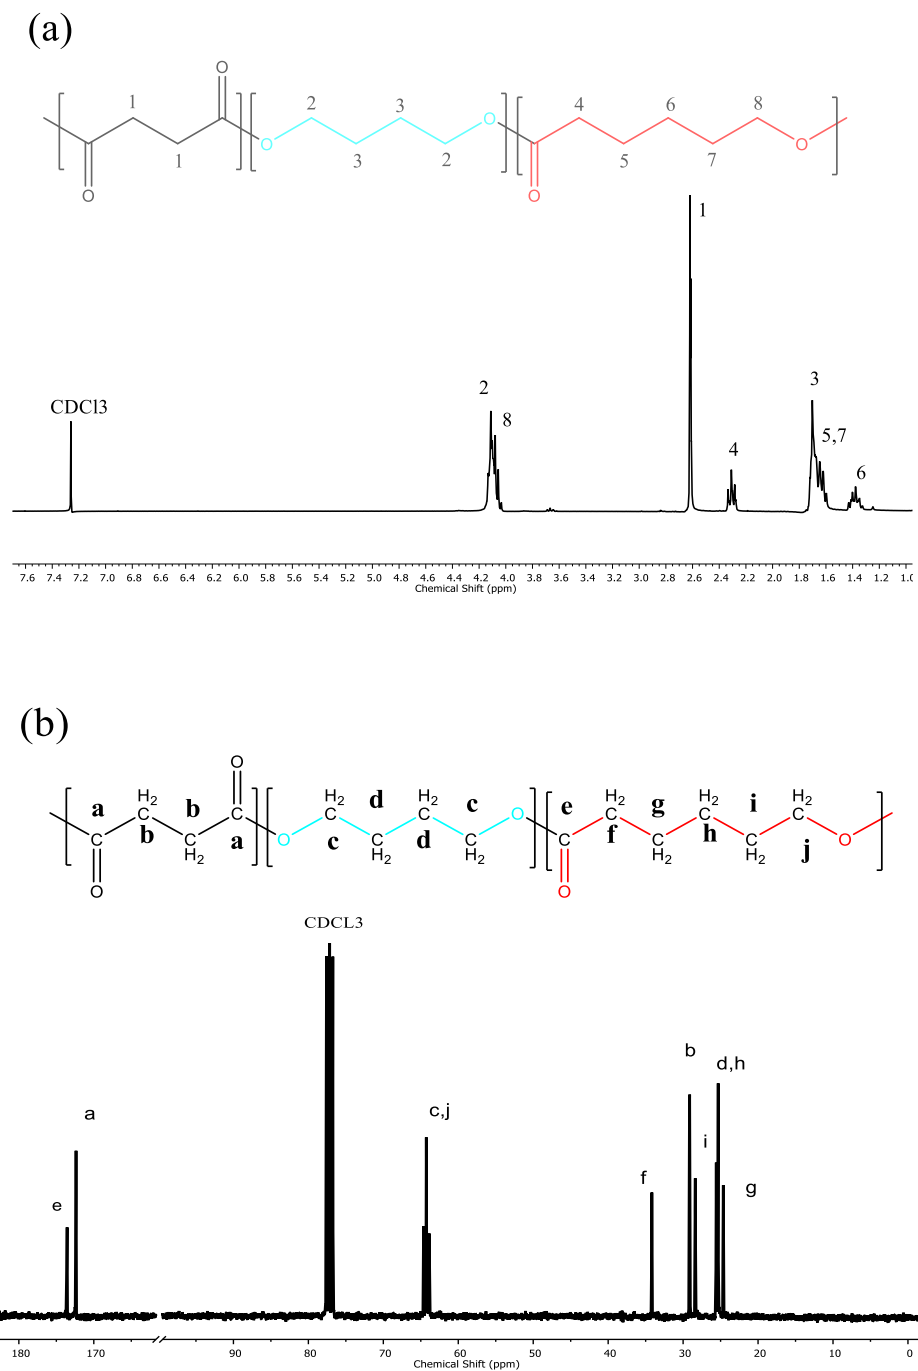 (a)
O
1 2 3 4 6 8
O O
1 3 2 5 7
O O O
1
CDCl3
2
8
4
3
5,7
6
7.6 7.4 7.2 7.0 6.8 6.6 6.4 6.2 6.0 5.8 5.6 5.4 5.2 5.0 4.8 4.6 4.4 4.2 4.0 3.8 3.6 3.4 3.2 3.0 2.8 2.6 2.4 2.2 2.0 1.8 1.6 1.4 1.2 1.0
Chemical Shift (ppm)
(b)
O
H2 H2 H2 H2 H2 H2
a C b C C d C c O e C g C i C
C b C a O c C d C C f C h C j O
H2 H2 H2 H2 H2
O O
CDCL3
e
a
c,j
f
b
i
d,h
g
180 170 90 80 70 60 50 40 30 20 10 0
Chemical Shift (ppm)